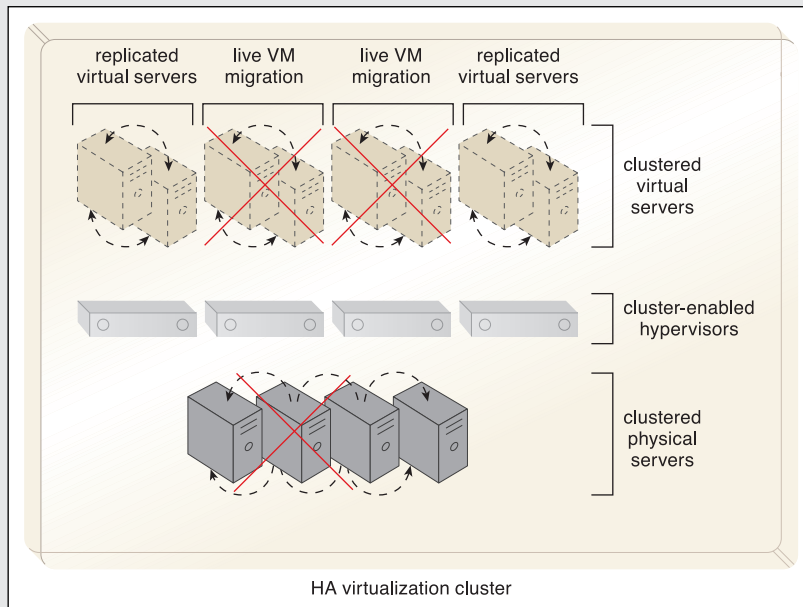 replicated
virtual servers
live VM
migration
live VM
migration
replicated
virtual servers
clustered
virtual
servers
cluster-enabled
hypervisors
clustered
physical
servers
HA virtualization cluster